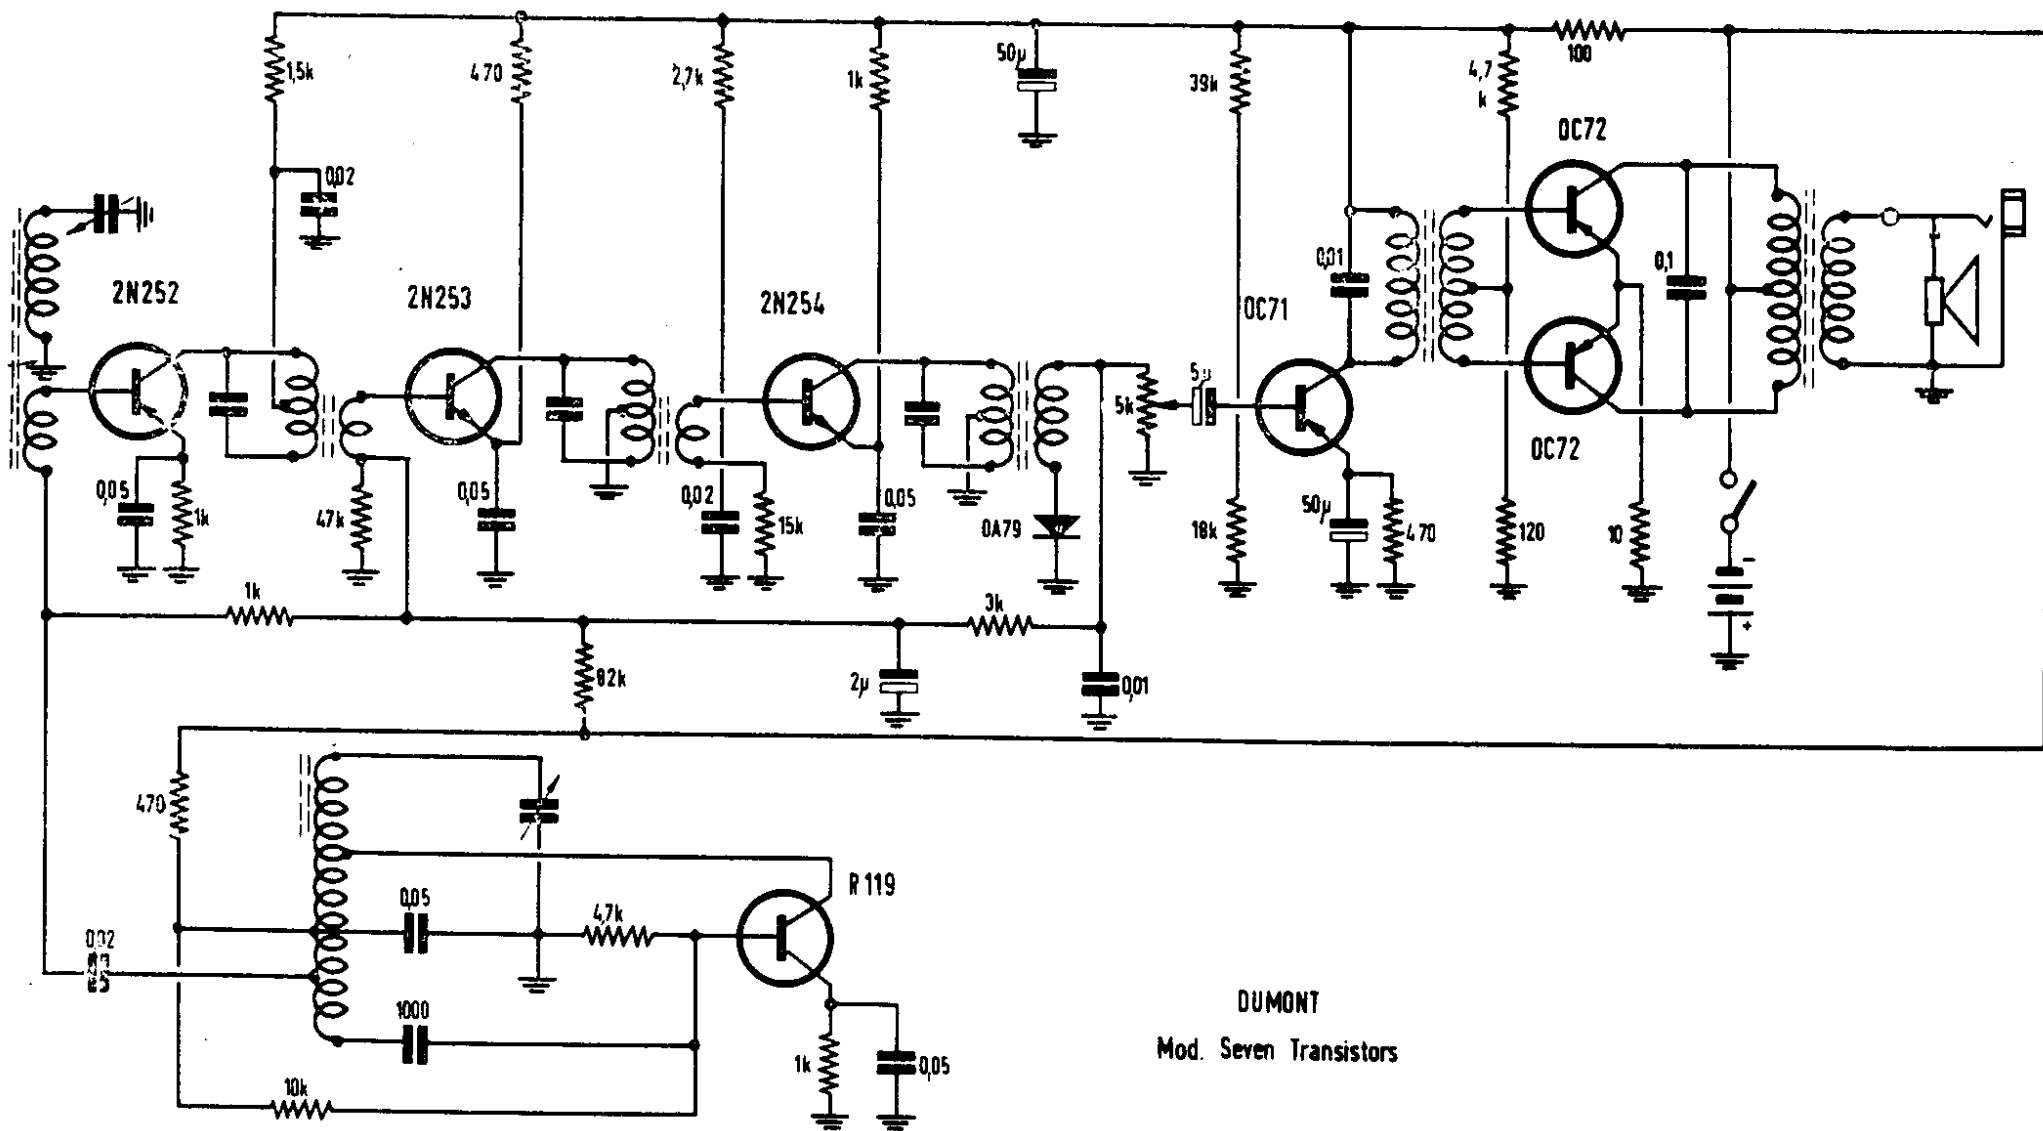 1,5k
470
2,7k
1k
50µ
39k
4,7
k
100
OC72
0,02
2N252
2N253
2N254
OC71
0,01
0,1
5µ
5k
OC72
0,05
1k
47k
0,05
0,02
15k
0,05
OA79
18k
50µ
470
120
10
-
+
1k
3k
82k
2µ
0,01
470
R 119
0,05
4,7k
0,02
1000
10k
1k
0,05
DUMONT
Mod. Seven Transistors